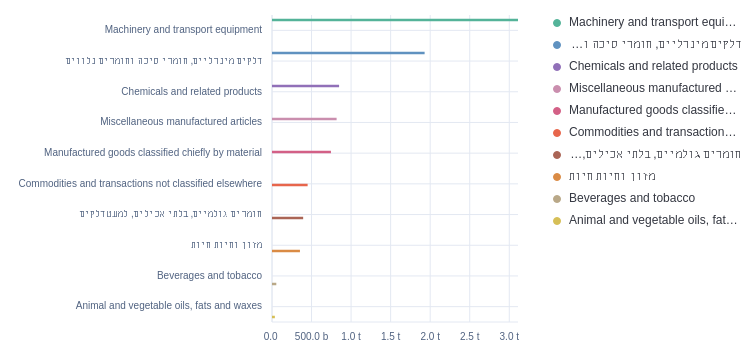 Machinery and transport equipment
דלקים מינרליים, חומרי סיכה וחומרים נלווים
Chemicals and related products
Miscellaneous manufactured articles
Manufactured goods classified chiefly by material
Commodities and transactions not classified elsewhere
חומרים גולמיים, בלתי אכילים, למעט דלקים
מזון וחיות חיות
Beverages and tobacco
Animal and vegetable oils, fats and waxes
0.0 500.0 b 1.0 t 1.5 t 2.0 t 2.5 t 3.0 t
Machinery and transport equi...
דלקים מינרליים, חומרי סיכה ו...
Chemicals and related products
Miscellaneous manufactured ...
Manufactured goods classifie...
Commodities and transaction...
חומרים גולמיים, בלתי אכילים,...
מזון וחיות חיות
Beverages and tobacco
Animal and vegetable oils, fat...